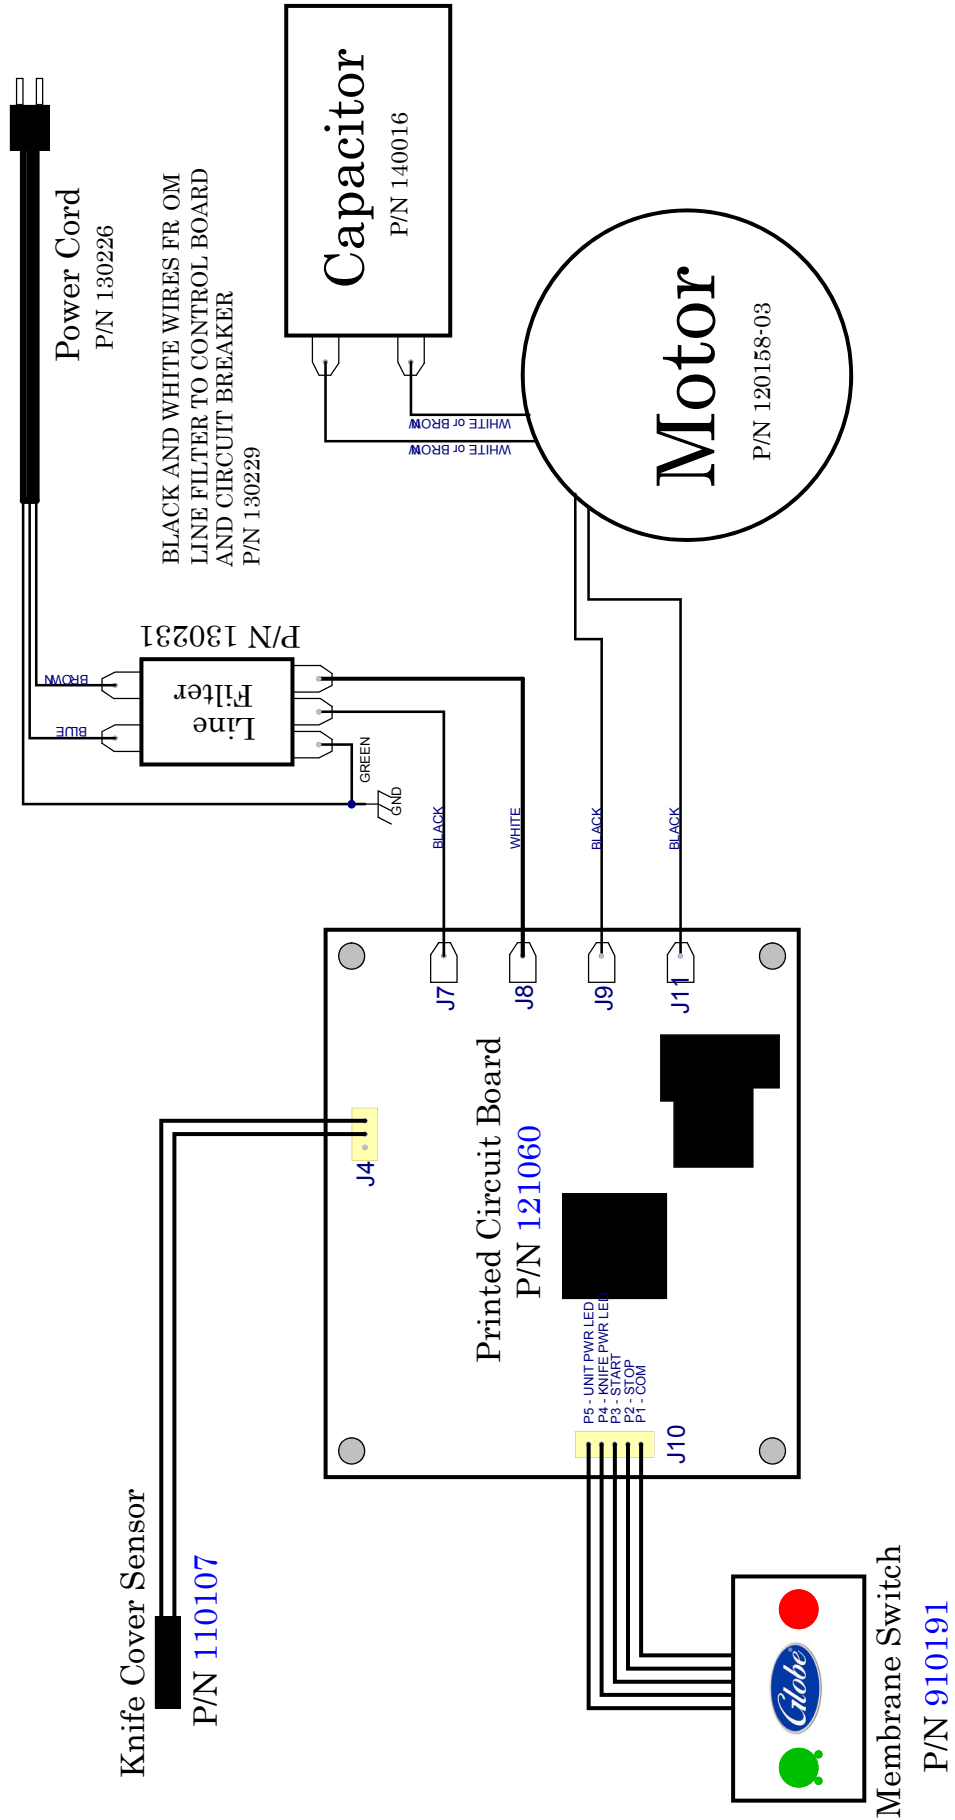 Power Cord
P/N 130226
BLACK AND WHITE WIRES FR OM
LINE FILTER TO CONTROL BOARD
AND CIRCUIT BREAKER
P/N 130229
Capacitor
P/N 140016
WHITE or BROWN
WHITE or BROWN
Motor
P/N 120158-03
P/N 130231
Line
Filter
BROWN
BLUE
GREEN
GND
BLACK
WHITE
BLACK
BLACK
J7
J8
J9
J11
J4
Printed Circuit Board
P/N 121060
P5 - UNIT PWR LED
P4 - KNIFE PWR LED
P3 - START
P2 - STOP
P1 - COM
J10
Knife Cover Sensor
P/N 110107
Globe
Membrane Switch
P/N 910191